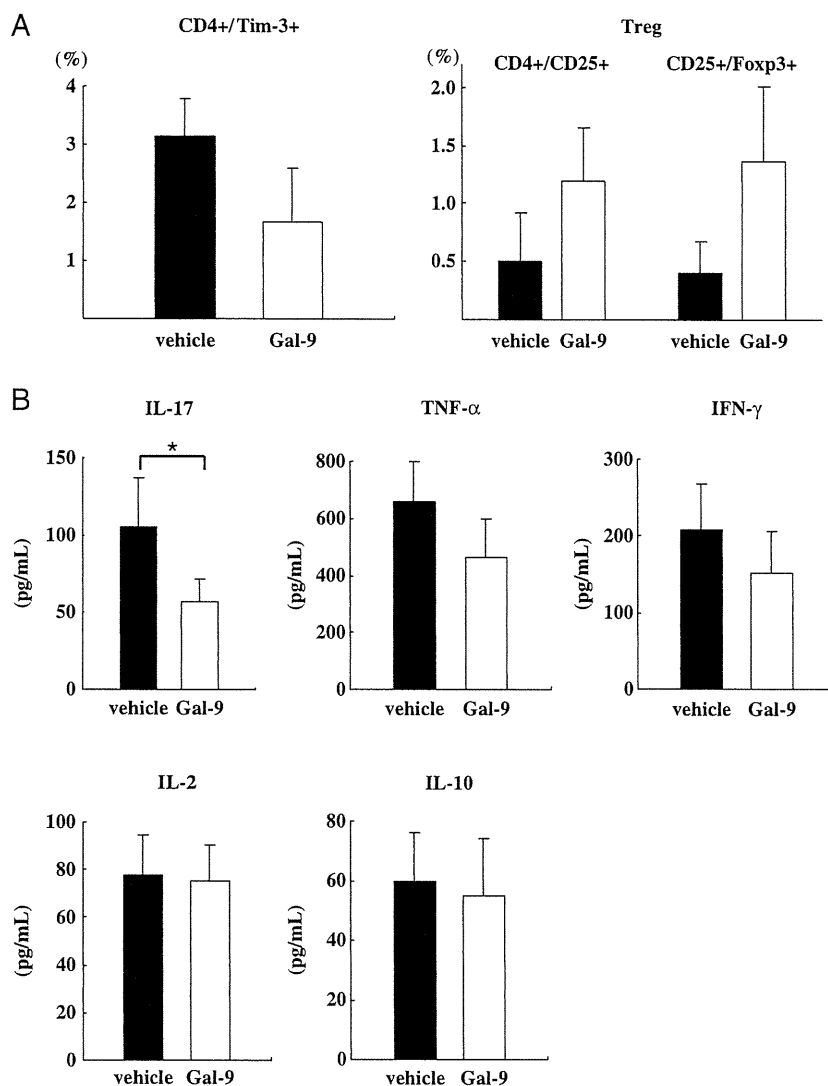 A
CD4+/Tim-3+
(%)
4
3
2
1
vehicle Gal-9
Treg
(%)
CD4+/CD25+ CD25+/Foxp3+
2.0
1.5
1.0
0.5
vehicle Gal-9 vehicle Gal-9
B
IL-17
150
100
50
0
(pg/mL)
*
vehicle Gal-9
TNF-α
800
600
400
200
0
(pg/mL)
vehicle Gal-9
IFN-γ
300
200
100
0
(pg/mL)
vehicle Gal-9
IL-2
100
80
60
40
20
0
(pg/mL)
vehicle Gal-9
IL-10
80
60
40
20
0
(pg/mL)
vehicle Gal-9